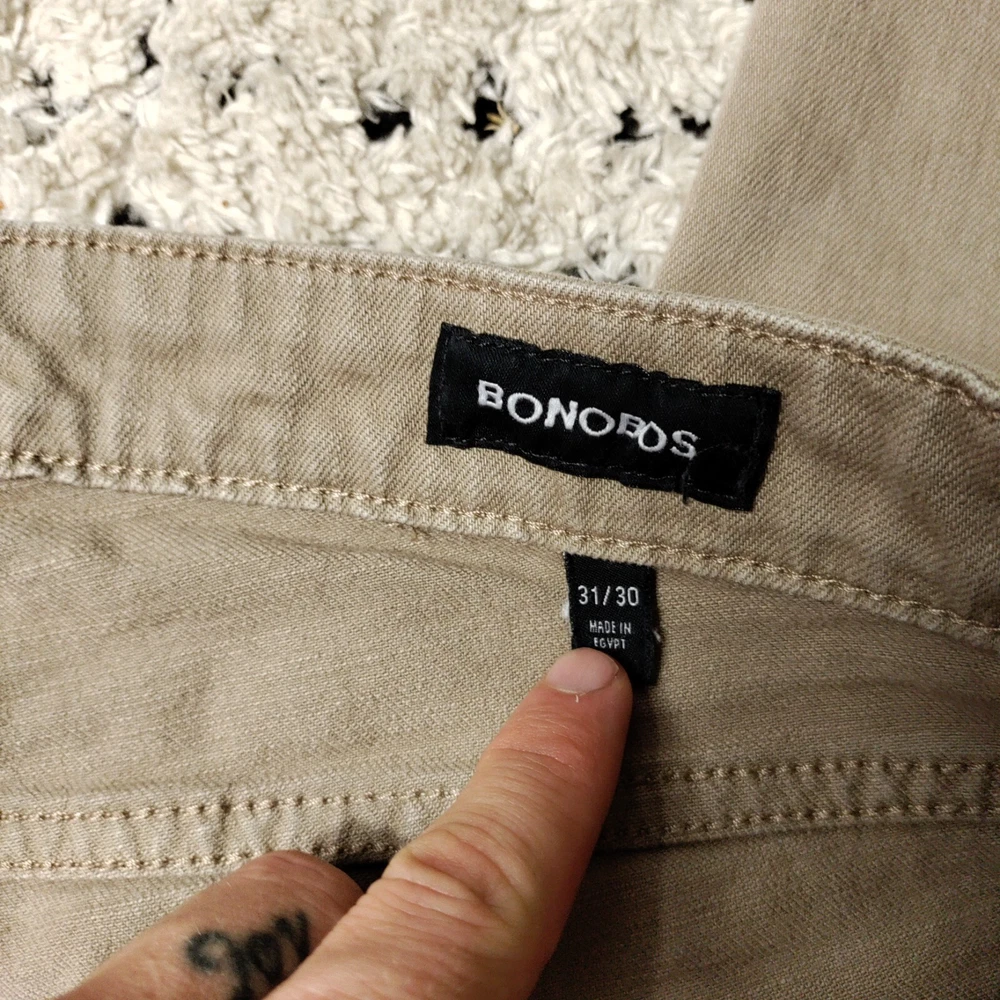 BONOBOS
31/30
MADE IN
EGYPT